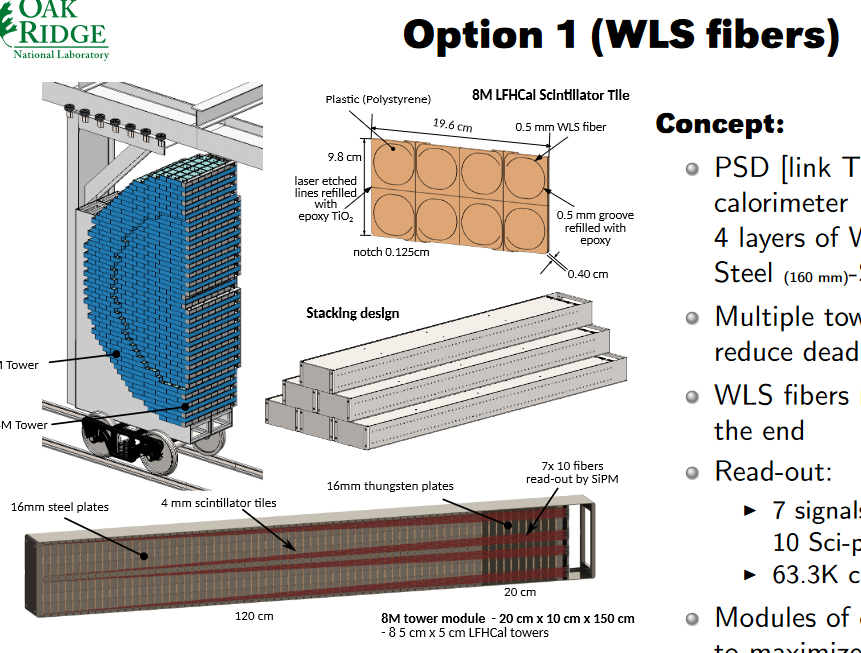 OAK
RIDGE
National Laboratory
Option 1 (WLS fibers)
Plastic (Polystyrene)
8M LFHCal Scintillator Tile
19.6 cm
0.5 mm WLS fiber
9.8 cm
laser etched
lines refilled
with
epoxy TiO₂
0.5 mm groove
refilled with
epoxy
notch 0.125cm
0.40 cm
Stacking design
Tower
M Tower
16mm steel plates
4 mm scintillator tiles
16mm thungsten plates
7x 10 fibers
read-out by SiPM
20 cm
120 cm
8M tower module - 20 cm x 10 cm x 150 cm
- 8 5 cm x 5 cm LFHCal towers
Concept:
PSD [link T
calorimeter
4 layers of W
Steel (160 mm)-S
Multiple tow
reduce dead
WLS fibers
the end
Read-out:
7 signals
10 Sci-p
63.3K c
Modules of
to maximize